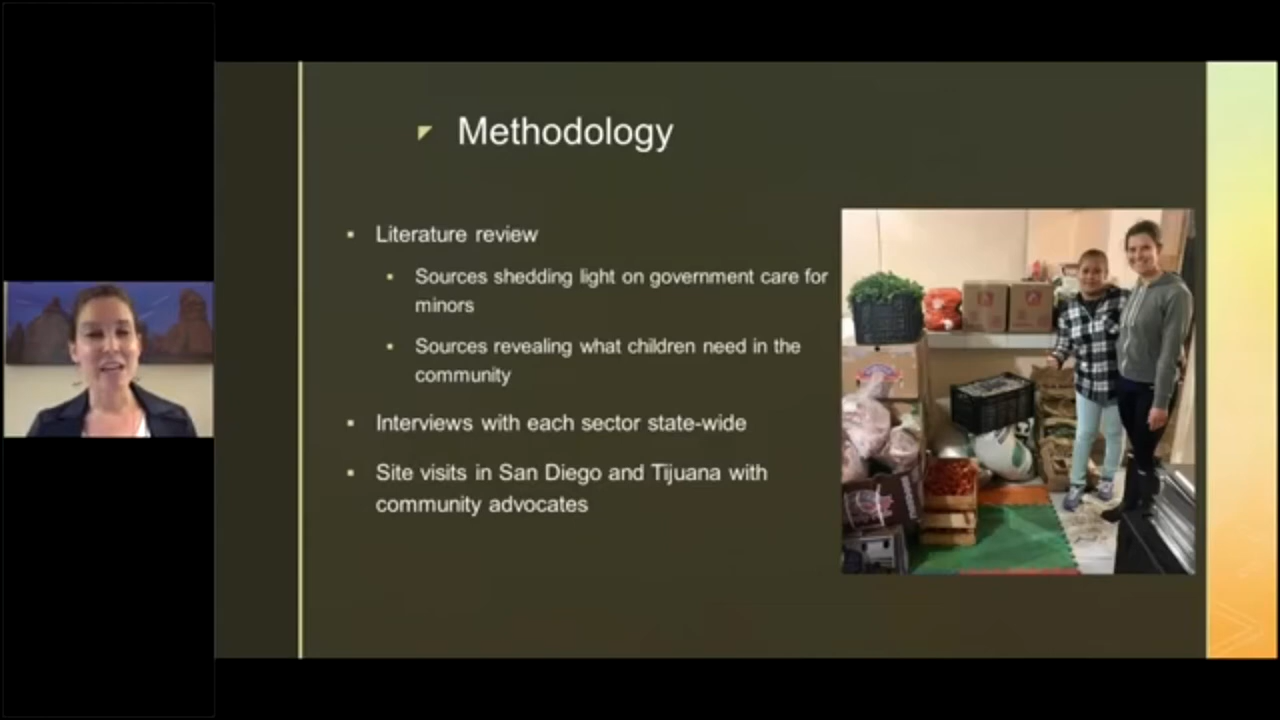 Methodology
Literature review
Sources shedding light on government care for
minors
Sources revealing what children need in the
community
Interviews with each sector state-wide
Site visits in San Diego and Tijuana with
community advocates